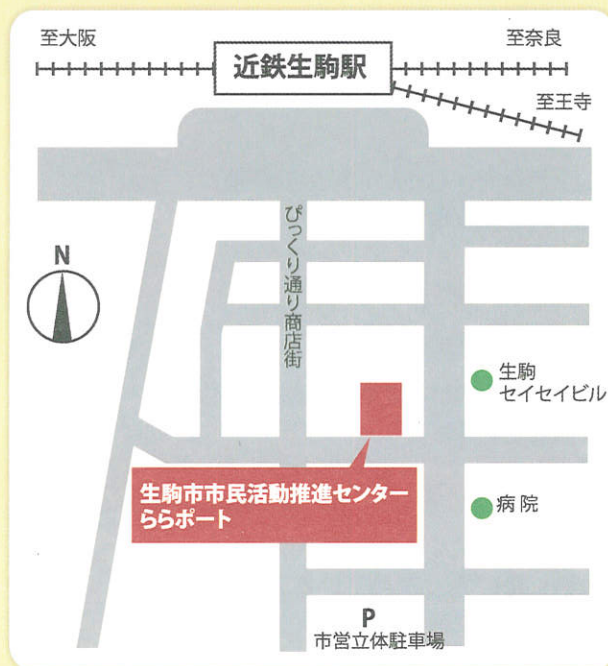 至大阪
近鉄生駒駅
至奈良
至王寺
ぴっくり通り商店街
N
生駒
セイセイビル
生駒市市民活動推進センター
ららポート
病院
P
市営立体駐車場